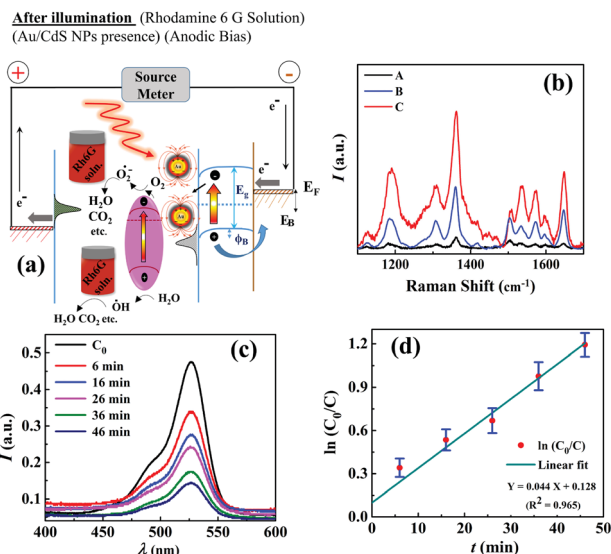 After illumination (Rhodamine 6 G Solution)
(Au/CdS NPs presence) (Anodic Bias)
(a)
+
Source
Meter
-
e-
e-
Rh6G
soln.
O2•-
O2
H2O
CO2
etc.
Au
Au
Eg
ϕB
e-
EF
EB
e-
Rh6G
soln.
•OH
H2O
H2O CO2 etc.
(b)
A
B
C
I (a.u.)
1200 1400 1600
Raman Shift (cm-1)
(c)
C0
6 min
16 min
26 min
36 min
46 min
I (a.u.)
0.5
0.4
0.3
0.2
0.1
400 450 500 550 600
λ (nm)
(d)
ln (C0/C)
1.2
0.9
0.6
0.3
0.0
ln (C0/C)
Linear fit
Y = 0.044 X + 0.128
(R2 = 0.965)
0 10 20 30 40 50
t (min)